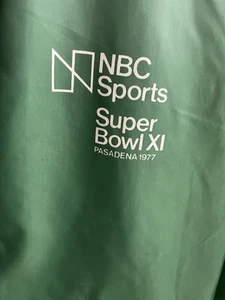 NBC
Sports
Super
Bowl XI
PASADENA 1977